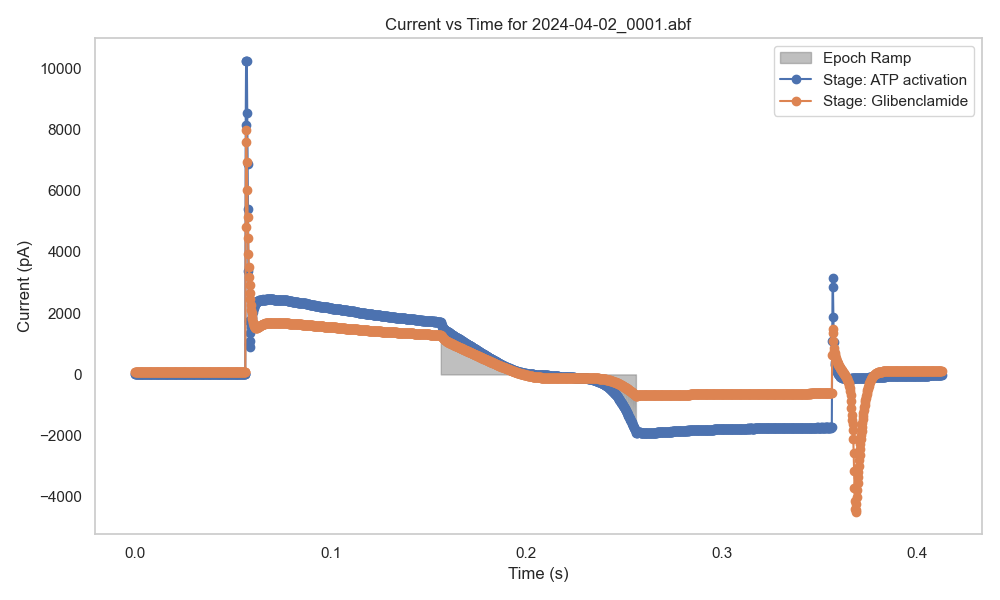 Current vs Time for 2024-04-02_0001.abf
Epoch Ramp
Stage: ATP activation
Stage: Glibenclamide
Current (pA)
10000
8000
6000
4000
2000
0
−2000
−4000
0.0 0.1 0.2 0.3 0.4
Time (s)